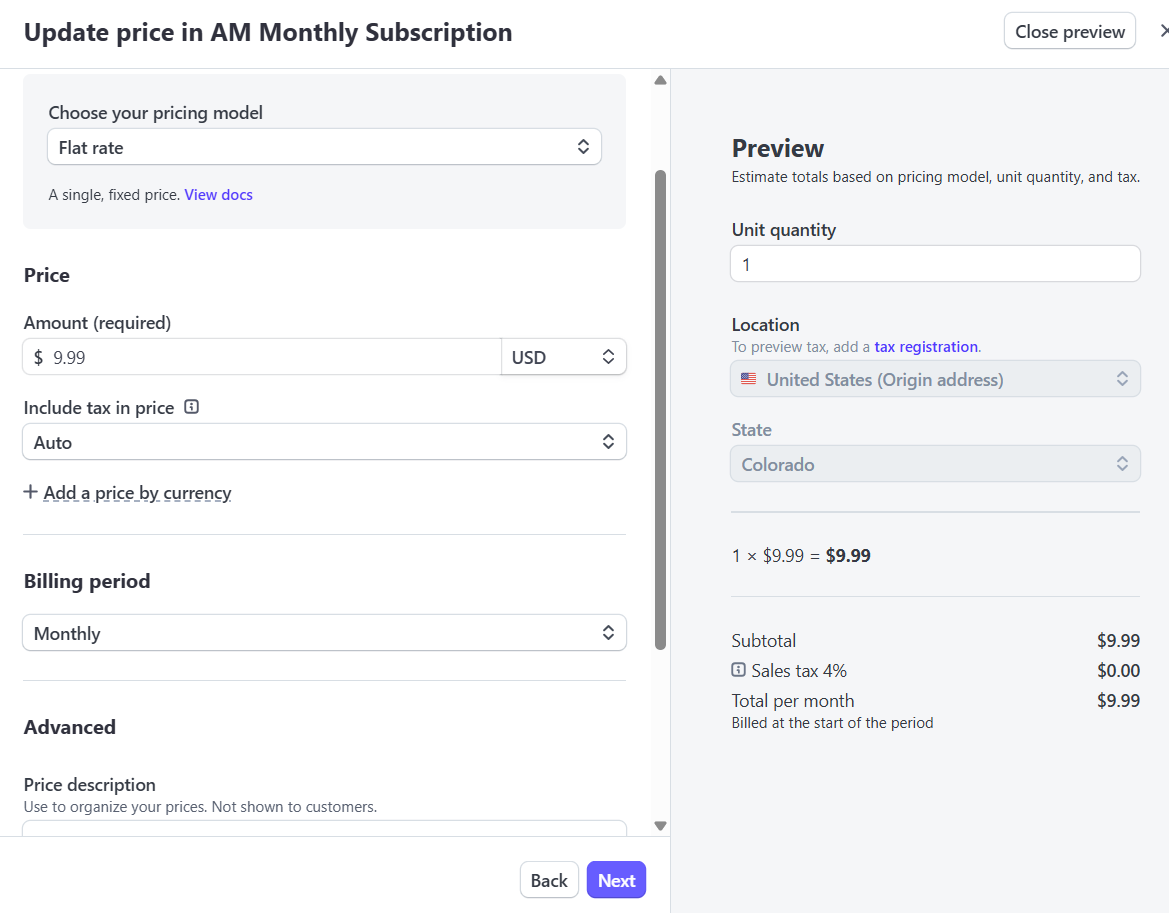 Update price in AM Monthly Subscription
Close preview
Choose your pricing model
Flat rate
A single, fixed price. View docs
Price
Amount (required)
$ 9.99 USD
Include tax in price
Auto
+ Add a price by currency
Billing period
Monthly
Advanced
Price description
Use to organize your prices. Not shown to customers.
Back Next
Preview
Estimate totals based on pricing model, unit quantity, and tax.
Unit quantity
1
Location
To preview tax, add a tax registration.
United States (Origin address)
State
Colorado
1 × $9.99 = $9.99
Subtotal $9.99
Sales tax 4% $0.00
Total per month $9.99
Billed at the start of the period